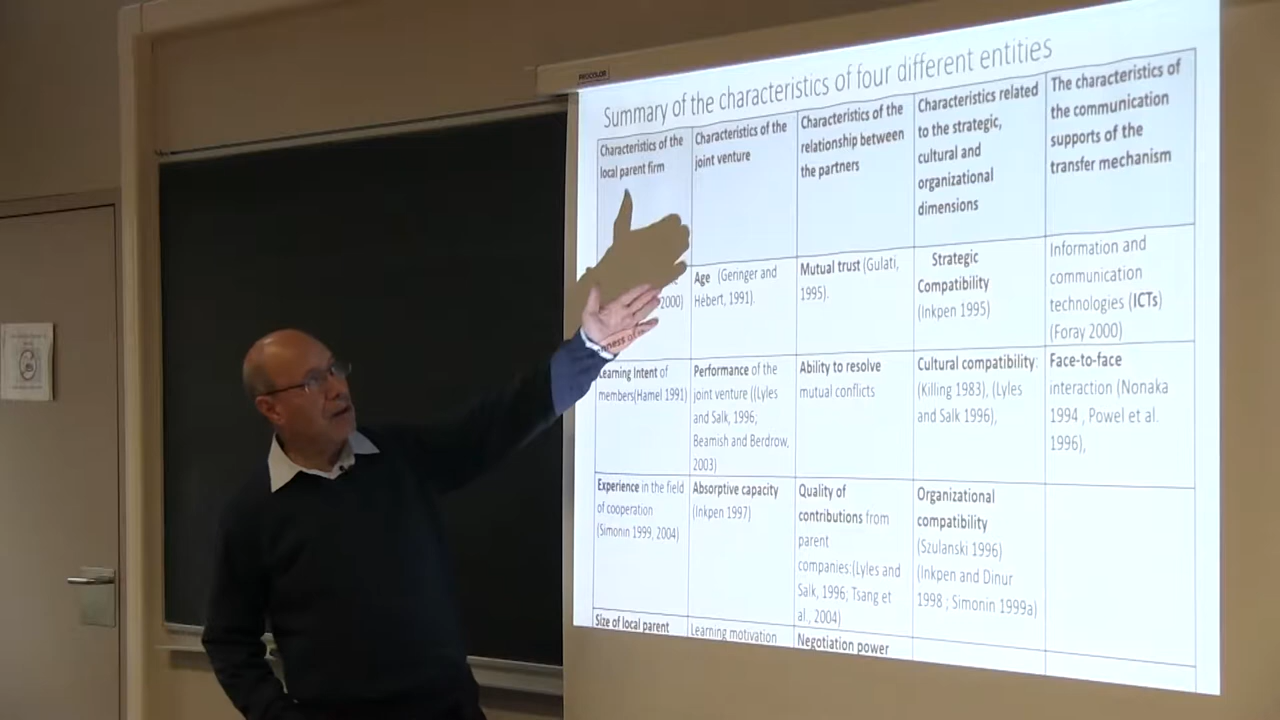 PROCOLOR
Summary of the characteristics of four different entities
Characteristics of the
local parent firm
Characteristics of the
joint venture
Characteristics of the
relationship between
the partners
Characteristics related
to the strategic,
cultural and
organizational
dimensions
The characteristics of
the communication
supports of the
transfer mechanism
2000)
Age (Geringer and
Hébert, 1991).
Mutual trust (Gulati,
1995).
Strategic
Compatibility
(Inkpen 1995)
Information and
communication
technologies (ICTs)
(Foray 2000)
Learning Intent of
members(Hamel 1991)
Performance of the
joint venture ((Lyles
and Salk, 1996;
Beamish and Berdrow,
2003)
Ability to resolve
mutual conflicts
Cultural compatibility:
(Killing 1983), (Lyles
and Salk 1996),
Face-to-face
interaction (Nonaka
1994 , Powel et al.
1996),
Experience in the field
of cooperation
(Simonin 1999, 2004)
Absorptive capacity
(Inkpen 1997)
Quality of
contributions from
parent
companies:(Lyles and
Salk, 1996; Tsang et
al., 2004)
Organizational
compatibility
(Szulanski 1996)
(Inkpen and Dinur
1998 ; Simonin 1999a)
Size of local parent
Learning motivation
Negotiation power